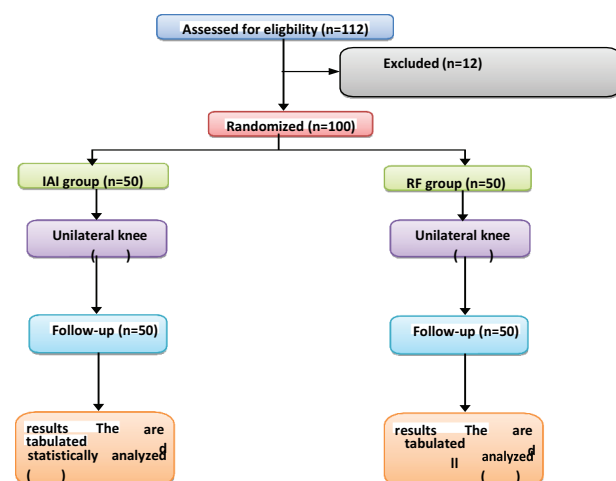 Assessed for eligbility (n=112)
Excluded (n=12)
Randomized (n=100)
IAI group (n=50)
RF group (n=50)
Unilateral knee
( )
Unilateral knee
( )
Follow-up (n=50)
Follow-up (n=50)
results The are
tabulated d
statistically analyzed
( )
results The are
tabulated d
ll analyzed
( )